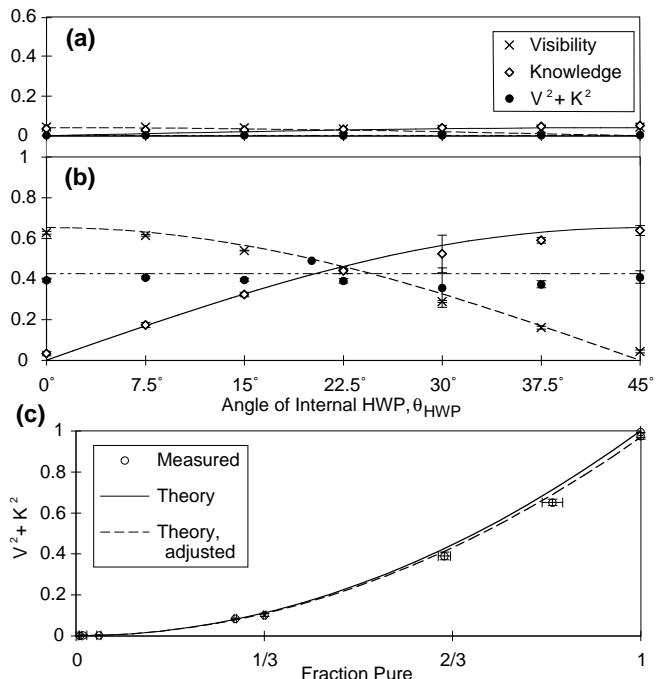 0.6
0.4
0.2
0
(a)
Visibility
Knowledge
V² + K²
1
0.8
0.6
0.4
0.2
0
(b)
0° 7.5° 15° 22.5° 30° 37.5° 45°
Angle of Internal HWP, θHWP
(c)
1
0.8
0.6
0.4
0.2
0
V² + K²
Measured
Theory
Theory,
adjusted
0 1/3 2/3 1
Fraction Pure